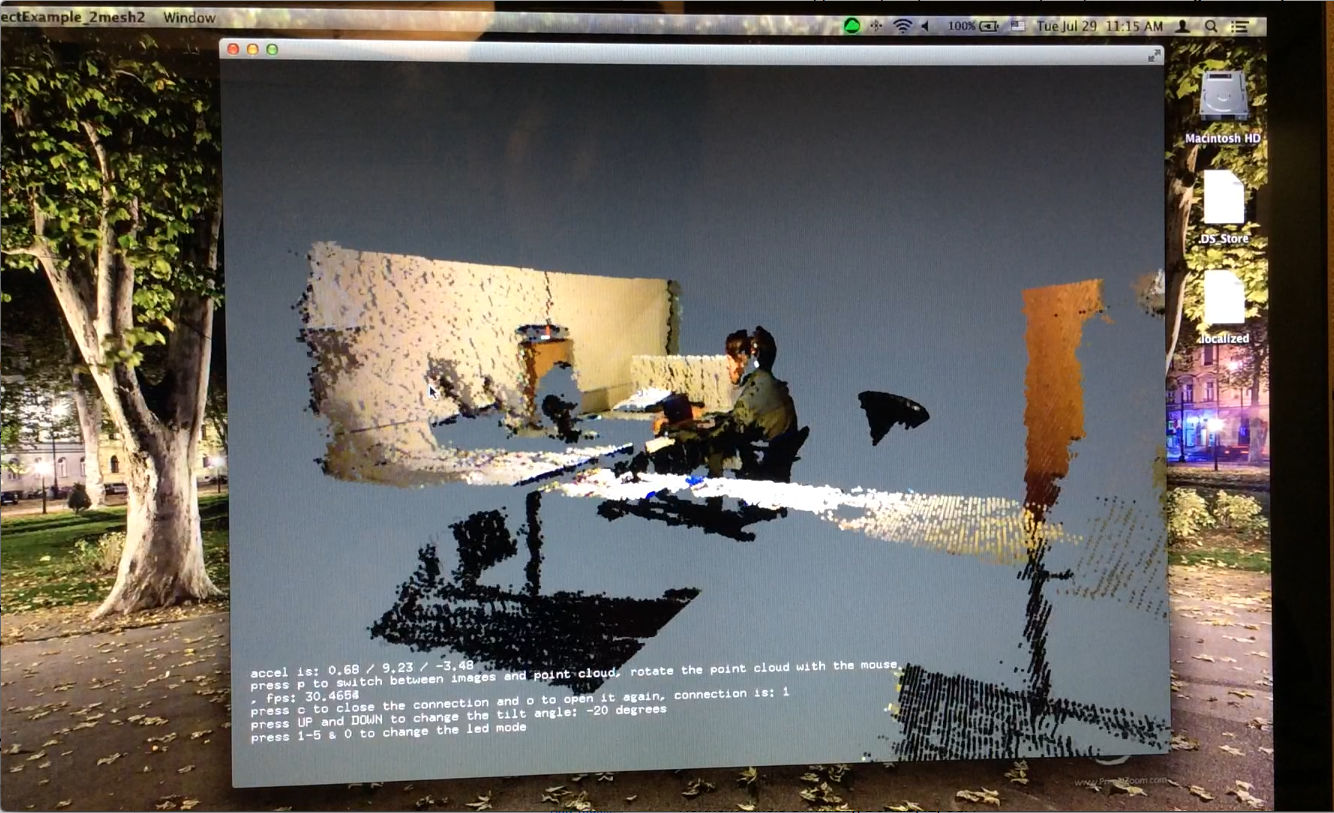 ectExample_2mesh2 Window
100% Tue Jul 29 11:15 AM
Macintosh HD
.DS_Store
.localized
accel is: 0.68 / 9.23 / -3.48
press p to switch between images and point cloud, rotate the point cloud with the mouse
, fps: 30.4654
press c to close the connection and o to open it again, connection is: 1
press UP and DOWN to change the tilt angle: -20 degrees
press 1-5 & 0 to change the led mode